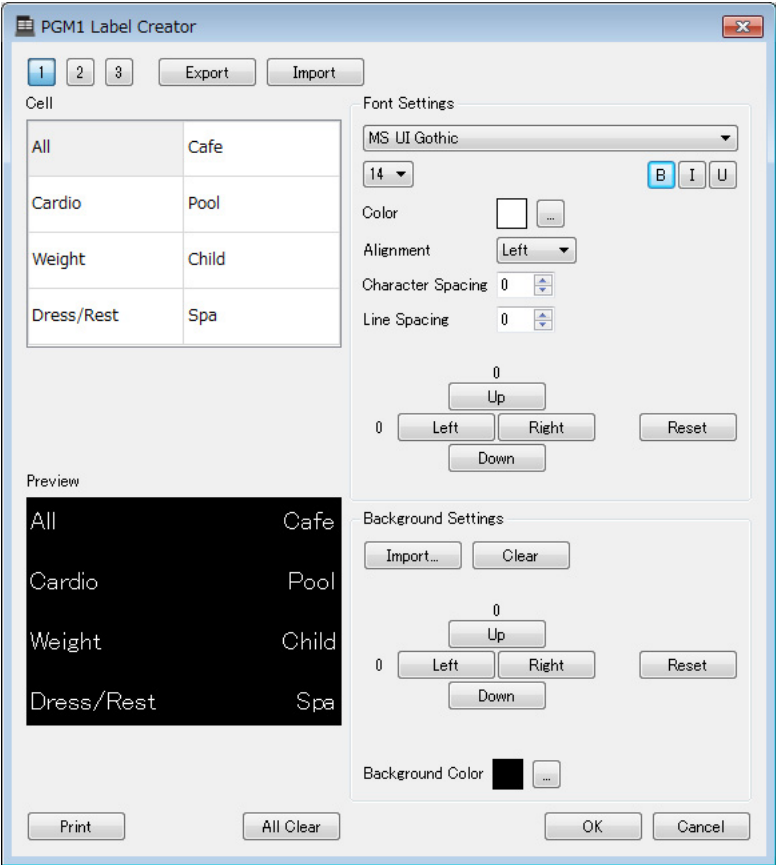 PGM1 Label Creator
1 2 3 Export Import
Cell
All Cafe
Cardio Pool
Weight Child
Dress/Rest Spa
Preview
All Cafe
Cardio Pool
Weight Child
Dress/Rest Spa
Font Settings
MS UI Gothic
14 B I U
Color ...
Alignment Left
Character Spacing 0
Line Spacing 0
0
Up
0 Left Right Reset
Down
Background Settings
Import... Clear
0
Up
0 Left Right Reset
Down
Background Color ...
Print All Clear OK Cancel